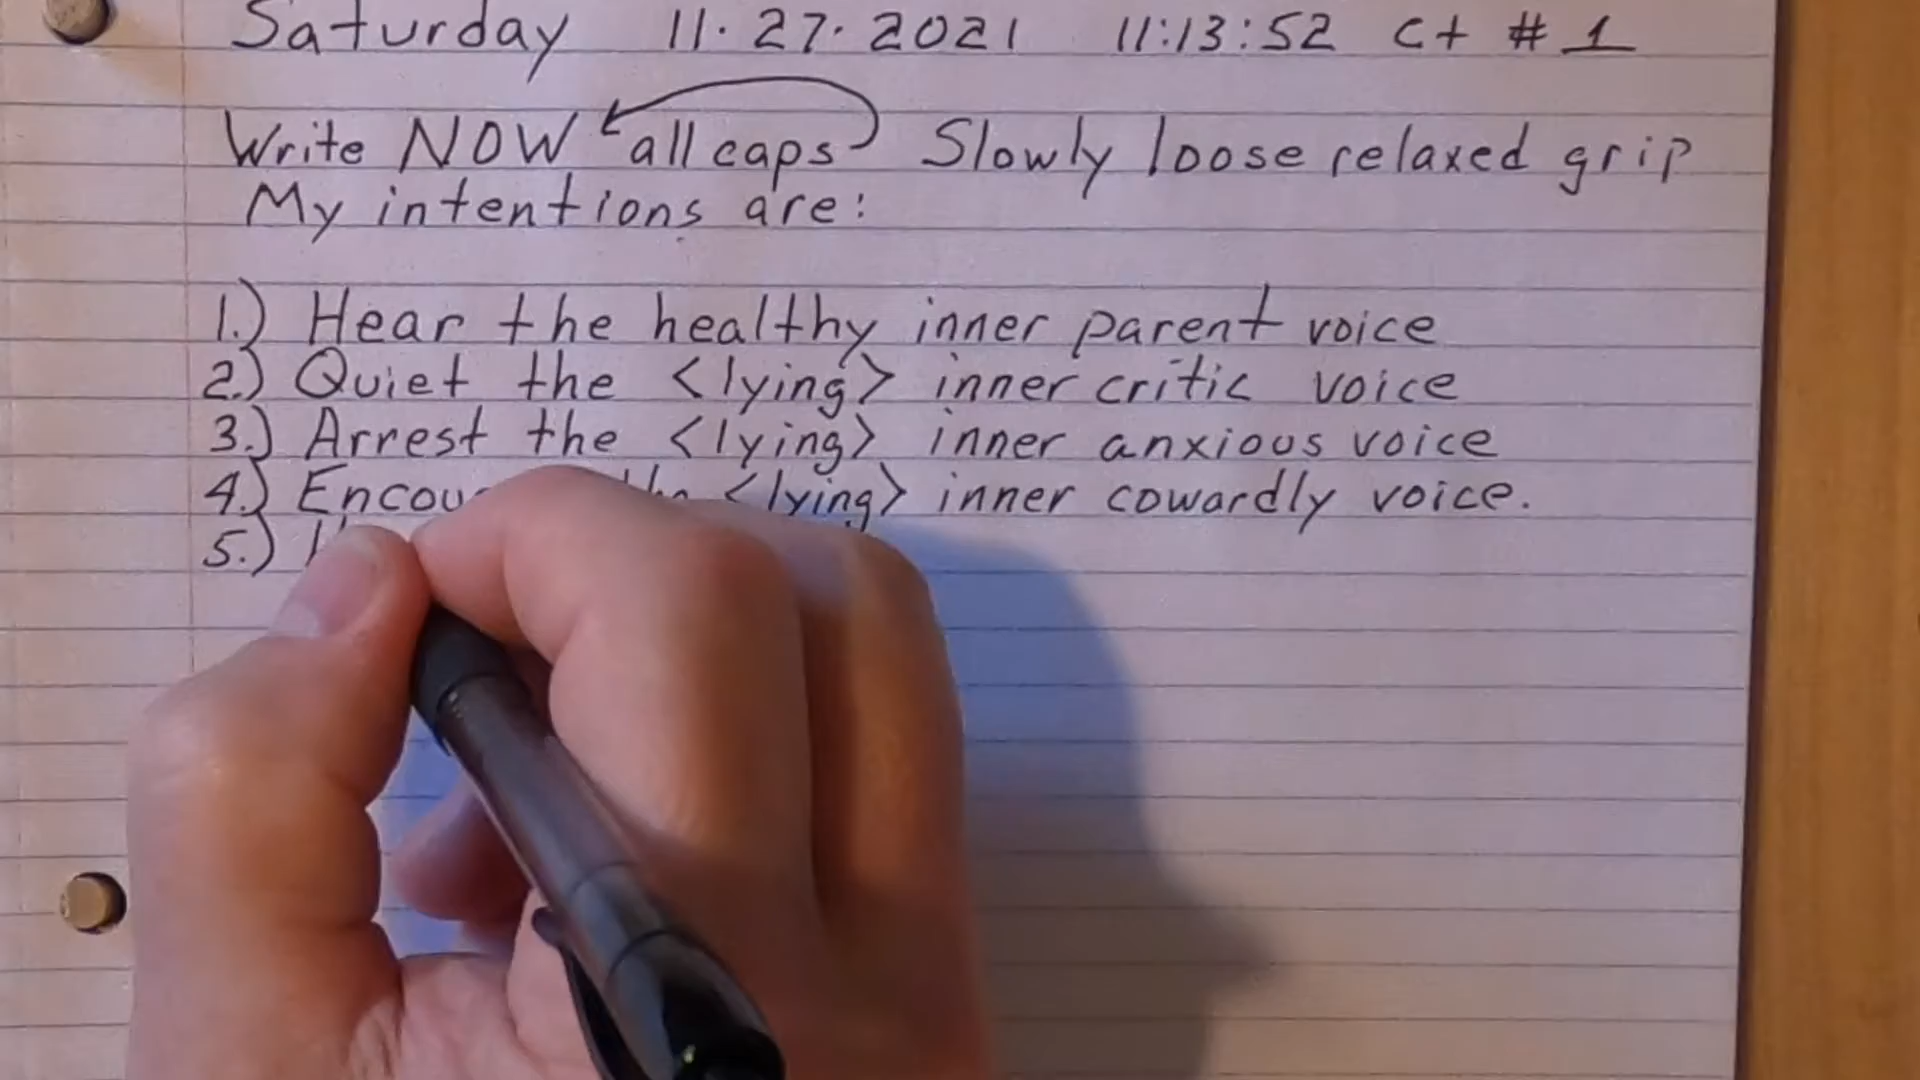 Saturday 11.27.2021 11:13:52 ct # 1
Write NOW all caps Slowly loose relaxed grip
My intentions are:
1.) Hear the healthy inner parent voice
2.) Quiet the <lying> inner critic voice
3.) Arrest the <lying> inner anxious voice
4.) <lying> inner cowardly voice.
5.)